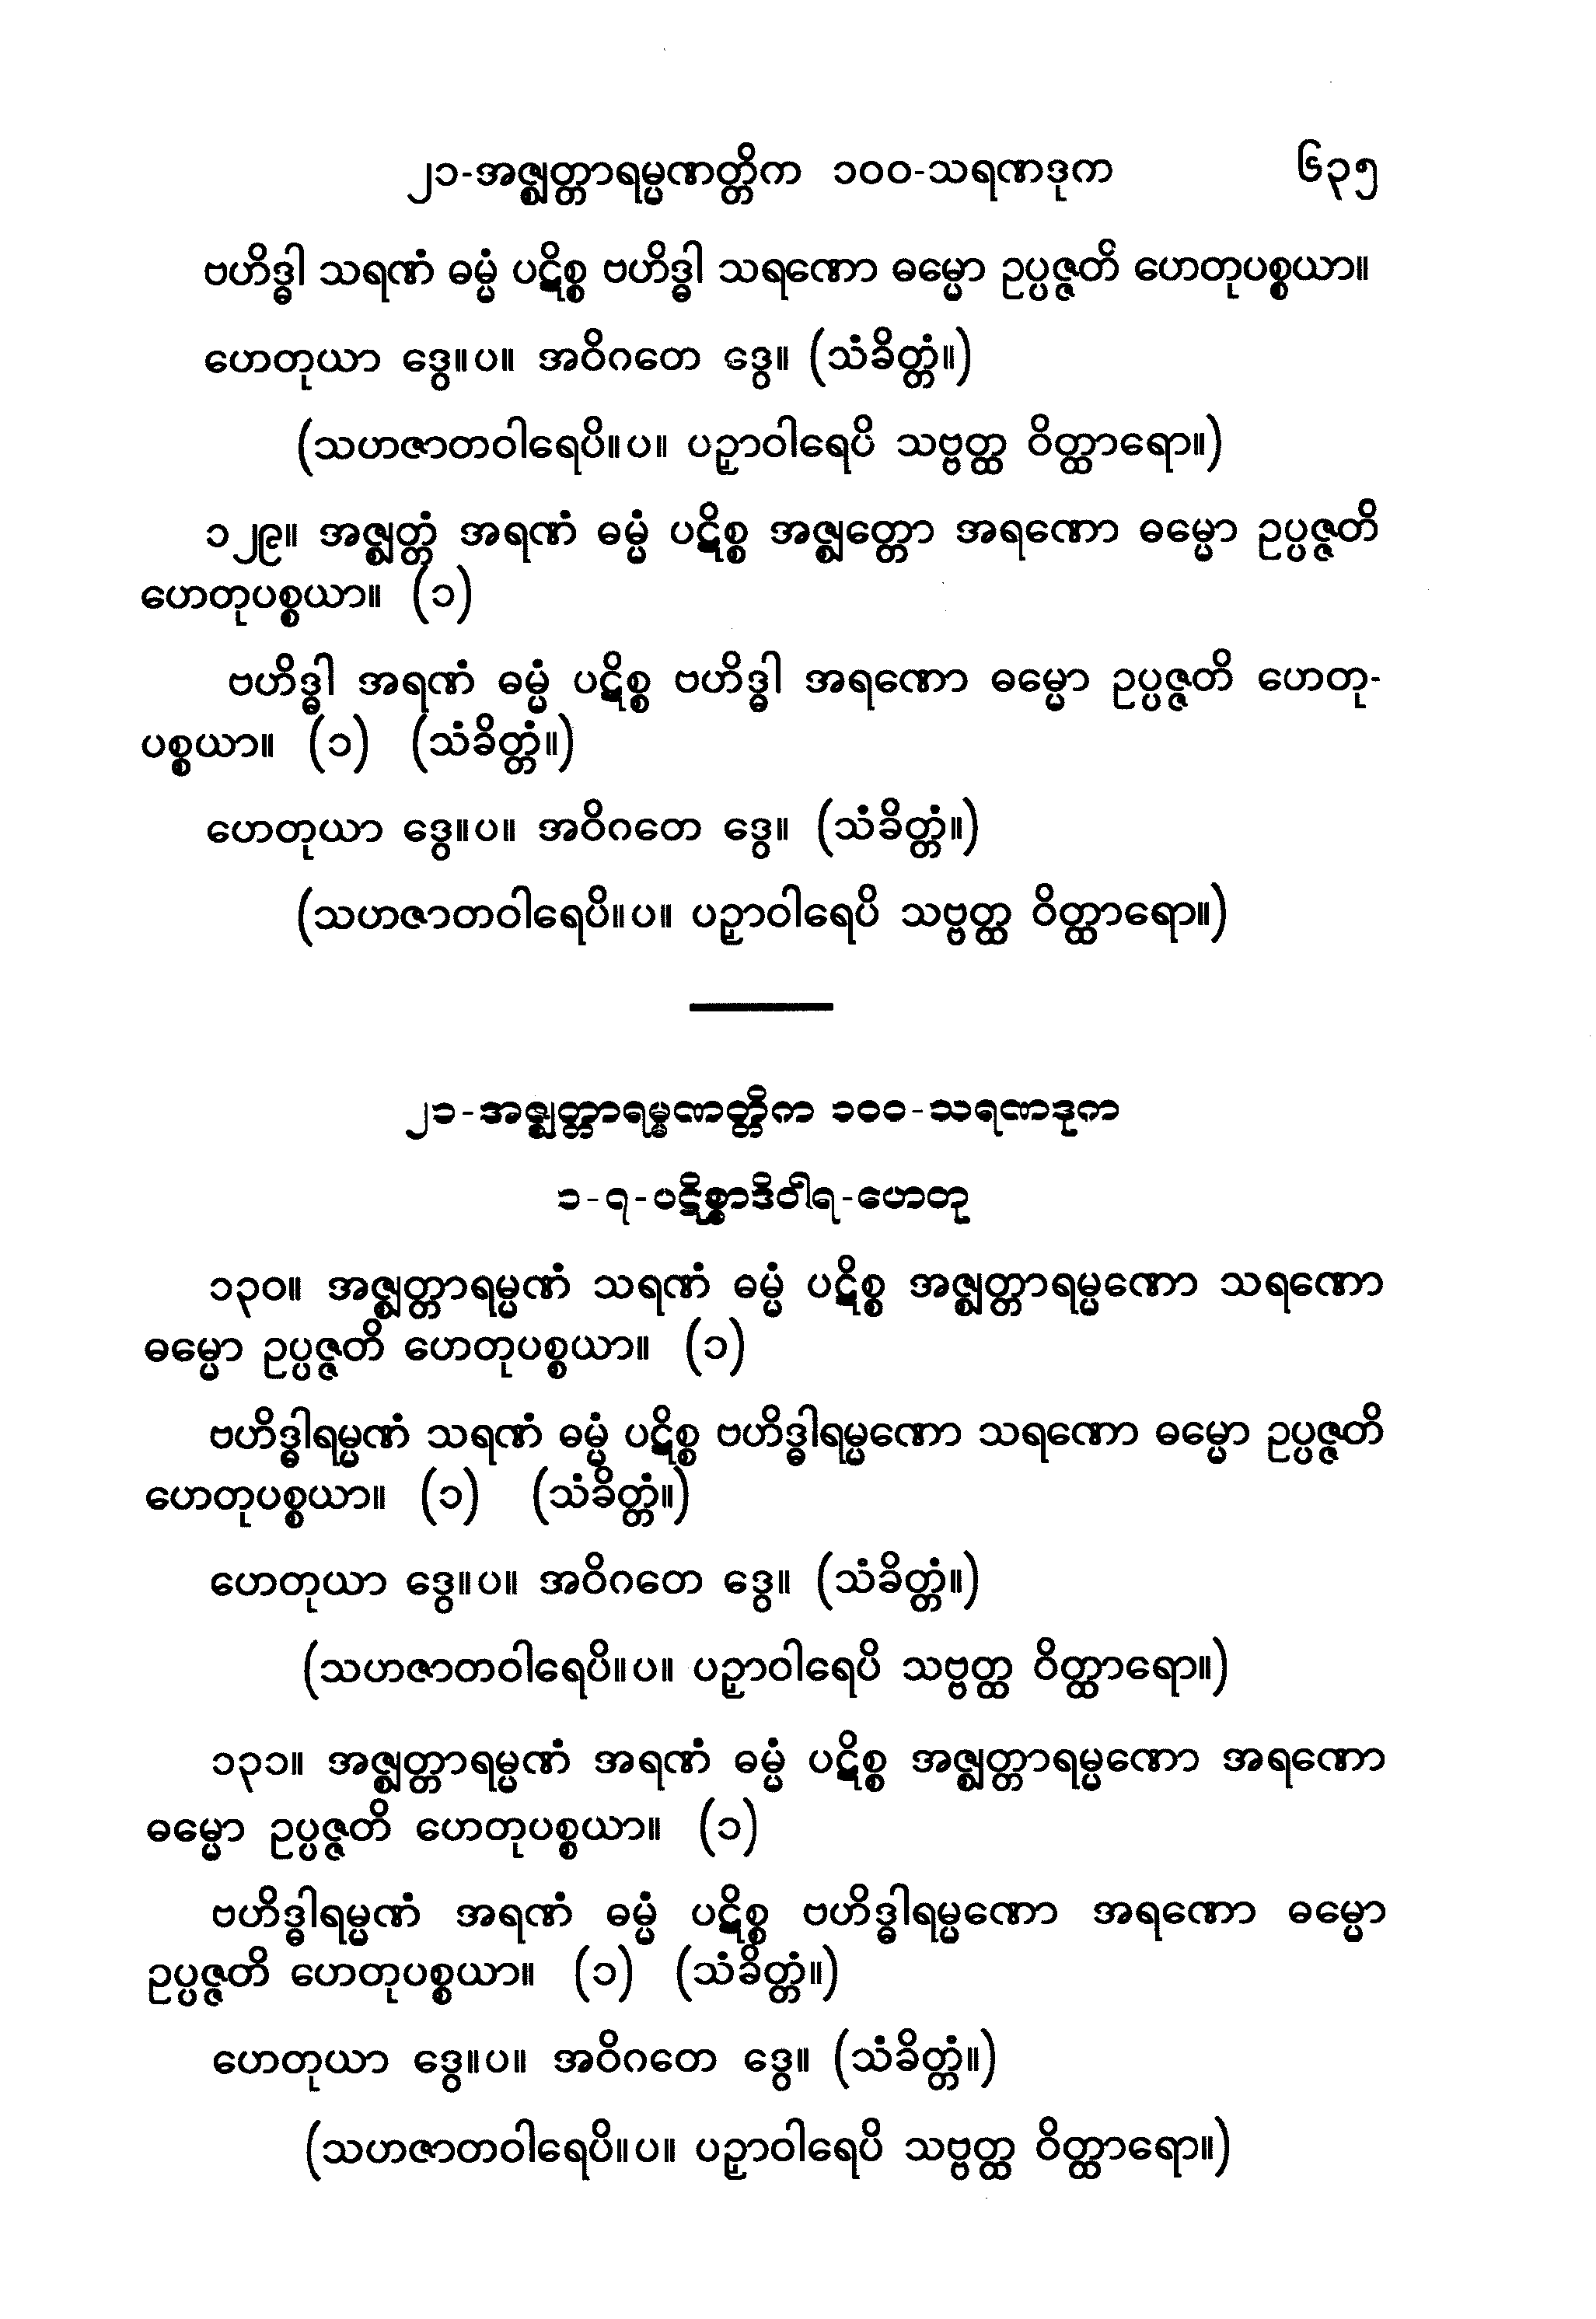 ၂၁-အဇ္ဈတ္တာရမ္မဏတ္တိက ၁၀၀-သရဏဒုက ၆၃၅
ဗဟိဒ္ဓါ သရဏံ ဓမ္မံ ပဋိစ္စ ဗဟိဒ္ဓါ သရဏော ဓမ္မော ဥပ္ပဇ္ဇတိ ဟေတုပစ္စယာ။
ဟေတုယာ ဒွေ။ပ။ အဝိဂတေ ဒွေ။ (သံခိတ္တံ။)
(သဟဇာတဝါရေပိ။ပ။ ပဉှာဝါရေပိ သဗ္ဗတ္ထ ဝိတ္ထာရော။)
၁၂၉။ အဇ္ဈတ္တံ အရဏံ ဓမ္မံ ပဋိစ္စ အဇ္ဈတ္တော အရဏော ဓမ္မော ဥပ္ပဇ္ဇတိ
ဟေတုပစ္စယာ။ (၁)
ဗဟိဒ္ဓါ အရဏံ ဓမ္မံ ပဋိစ္စ ဗဟိဒ္ဓါ အရဏော ဓမ္မော ဥပ္ပဇ္ဇတိ ဟေတု-
ပစ္စယာ။ (၁) (သံခိတ္တံ။)
ဟေတုယာ ဒွေ။ပ။ အဝိဂတေ ဒွေ။ (သံခိတ္တံ။)
(သဟဇာတဝါရေပိ။ပ။ ပဉှာဝါရေပိ သဗ္ဗတ္ထ ဝိတ္ထာရော။)
၂၁-အဇ္ဈတ္တာရမ္မဏတ္တိက ၁၀၀-သရဏဒုက
၁-၇-ပဋိစ္စာဒိဝါရ-ဟေတု
၁၃၀။ အဇ္ဈတ္တာရမ္မဏံ သရဏံ ဓမ္မံ ပဋိစ္စ အဇ္ဈတ္တာရမ္မဏော သရဏော
ဓမ္မော ဥပ္ပဇ္ဇတိ ဟေတုပစ္စယာ။ (၁)
ဗဟိဒ္ဓါရမ္မဏံ သရဏံ ဓမ္မံ ပဋိစ္စ ဗဟိဒ္ဓါရမ္မဏော သရဏော ဓမ္မော ဥပ္ပဇ္ဇတိ
ဟေတုပစ္စယာ။ (၁) (သံခိတ္တံ။)
ဟေတုယာ ဒွေ။ပ။ အဝိဂတေ ဒွေ။ (သံခိတ္တံ။)
(သဟဇာတဝါရေပိ။ပ။ ပဉှာဝါရေပိ သဗ္ဗတ္ထ ဝိတ္ထာရော။)
၁၃၁။ အဇ္ဈတ္တာရမ္မဏံ အရဏံ ဓမ္မံ ပဋိစ္စ အဇ္ဈတ္တာရမ္မဏော အရဏော
ဓမ္မော ဥပ္ပဇ္ဇတိ ဟေတုပစ္စယာ။ (၁)
ဗဟိဒ္ဓါရမ္မဏံ အရဏံ ဓမ္မံ ပဋိစ္စ ဗဟိဒ္ဓါရမ္မဏော အရဏော ဓမ္မော
ဥပ္ပဇ္ဇတိ ဟေတုပစ္စယာ။ (၁) (သံခိတ္တံ။)
ဟေတုယာ ဒွေ။ပ။ အဝိဂတေ ဒွေ။ (သံခိတ္တံ။)
(သဟဇာတဝါရေပိ။ပ။ ပဉှာဝါရေပိ သဗ္ဗတ္ထ ဝိတ္ထာရော။)